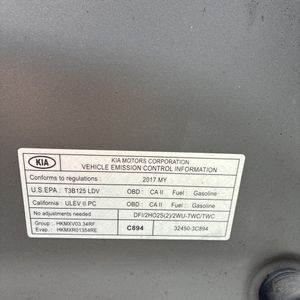 KIA
KIA MOTORS CORPORATION
VEHICLE EMISSION CONTROL INFORMATION
Conforms to regulations : 2017 MY
U.S.EPA : T3B125 LDV OBD : CA II Fuel : Gasoline
California : ULEV II PC OBD : CA II Fuel : Gasoline
No adjustments needed. DFI/2HO2S(2)/2WU-TWC/TWC
Group : HKMXV03.34RF
Evap. : HKMXR01354RE
C894
32450-3C894